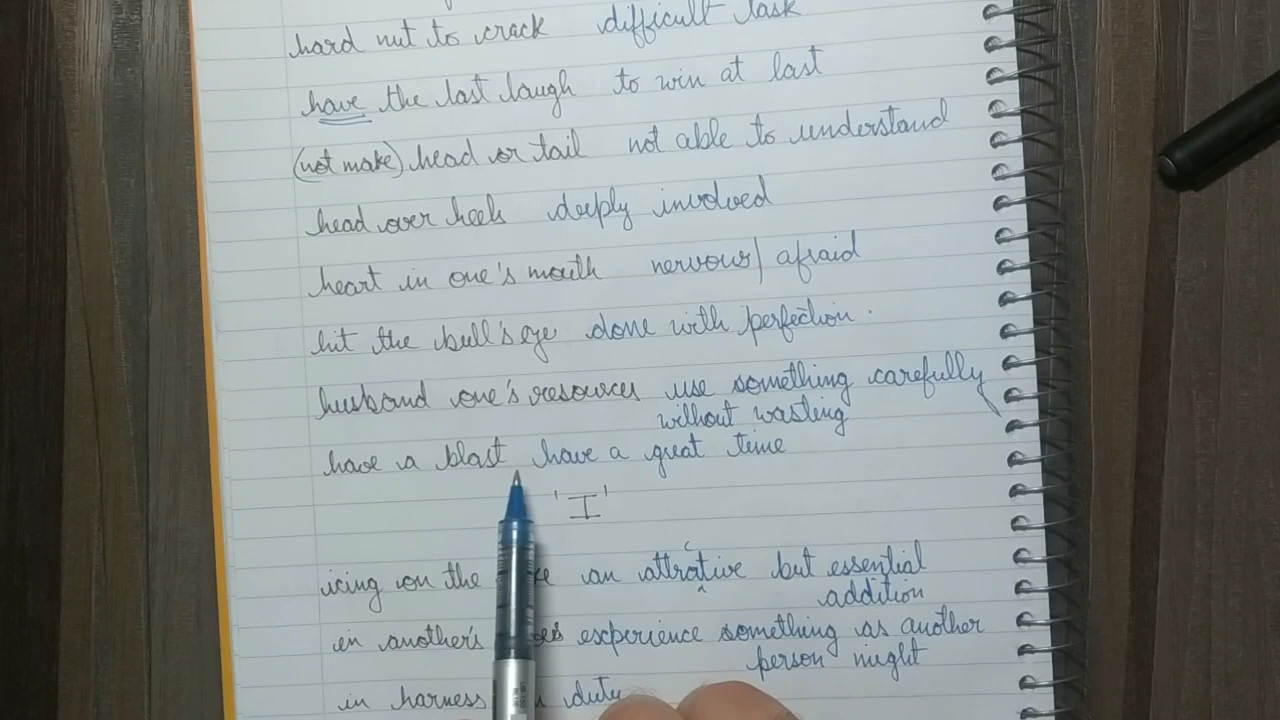 hard nut to crack difficult task
have the last laugh to win at last
(not make) head or tail not able to understand
head over heels deeply involved
heart in one's mouth nervous/ afraid
hit the bull's eye done with perfection.
husband one's resources use something carefully
without wasting
have a blast have a great time
'I'
icing on the an attractive but essential
addition
in another's experience something as another
person might
in harness duty